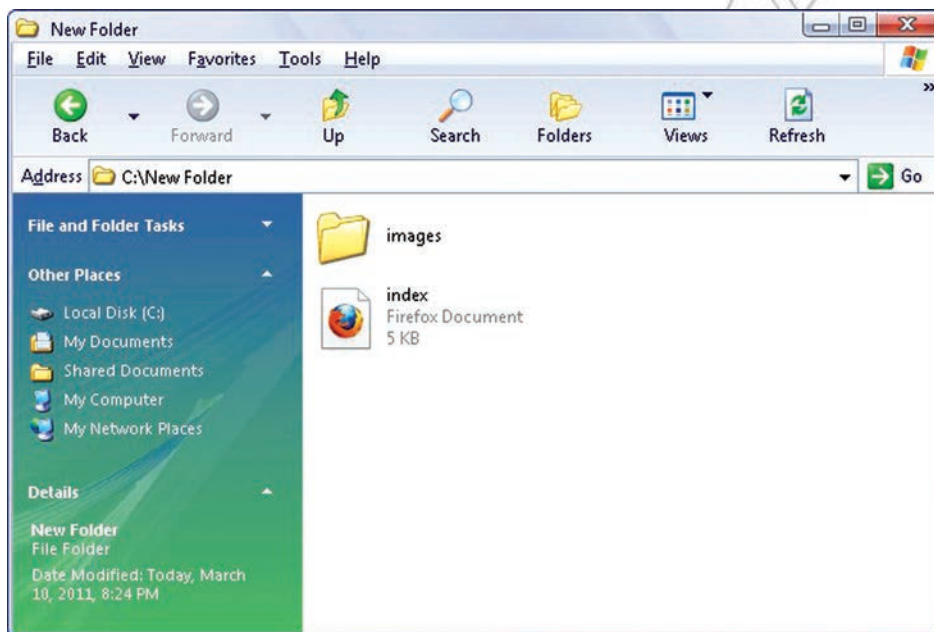 New Folder
File Edit View Favorites Tools Help
Back Forward Up Search Folders Views Refresh »
Address C:\New Folder Go
File and Folder Tasks
Other Places
Local Disk (C:)
My Documents
Shared Documents
My Computer
My Network Places
Details
New Folder
File Folder
Date Modified: Today, March
10, 2011, 8:24 PM
images
index
Firefox Document
5 KB